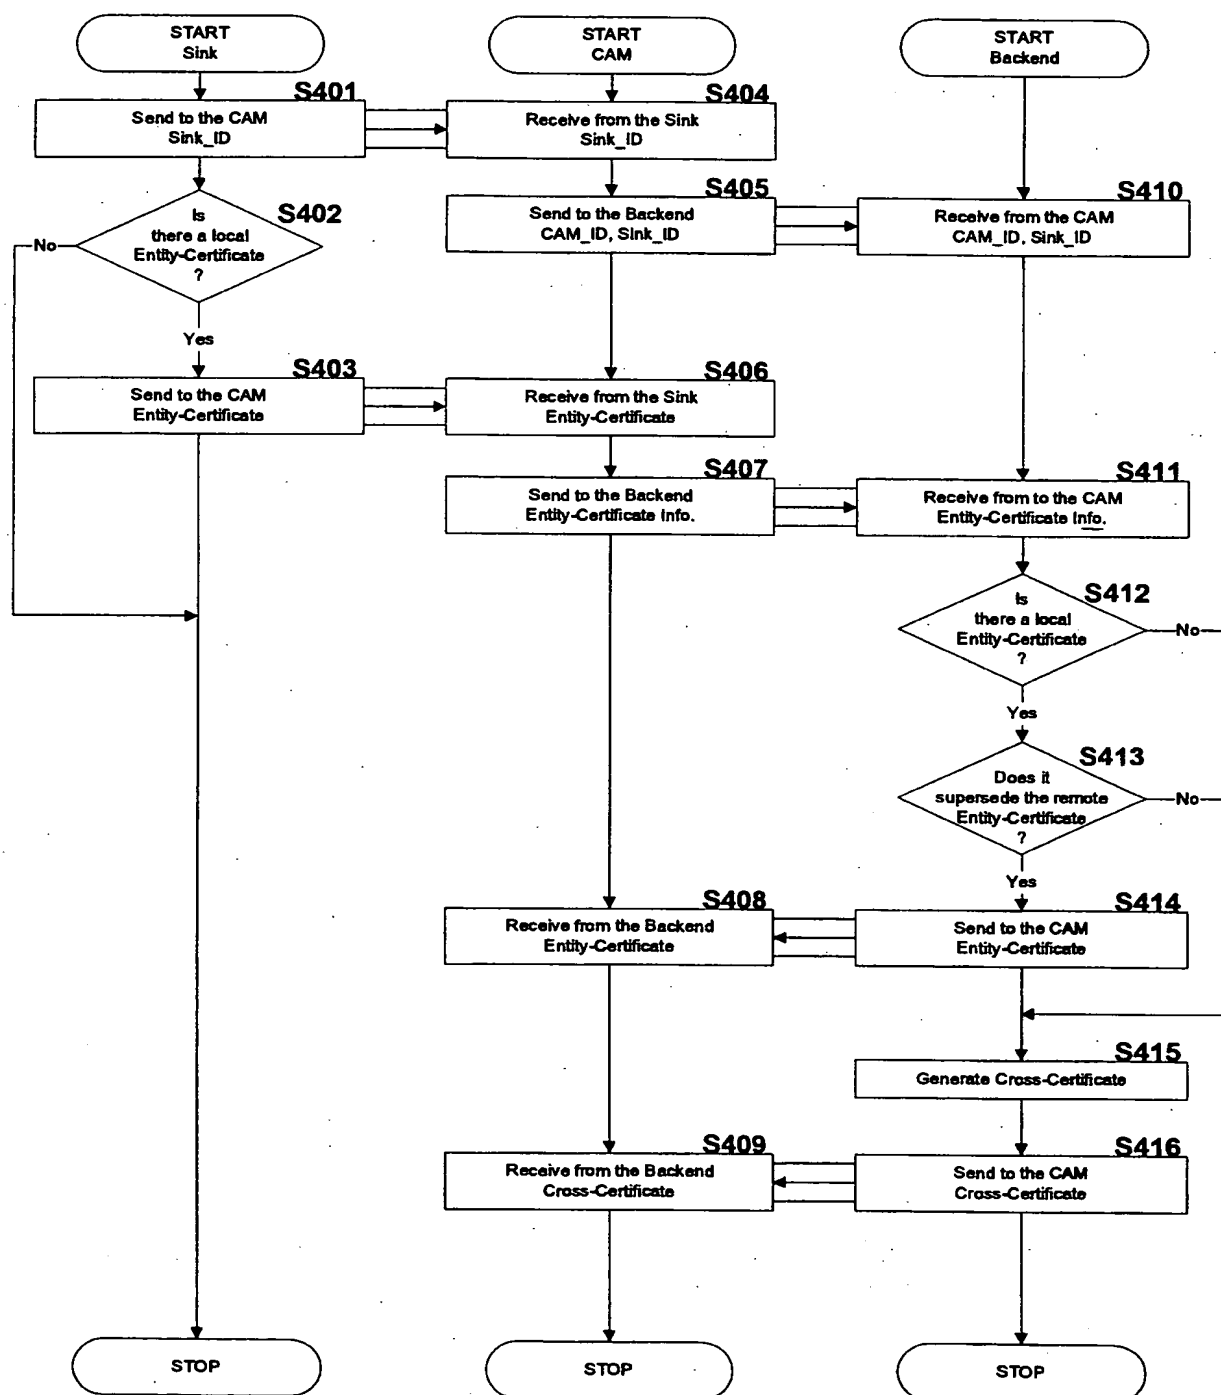 START
Sink
START
CAM
START
Backend
S401
Send to the CAM
Sink_ID
S404
Receive from the Sink
Sink_ID
S402
Is
there a local
Entity-Certificate
?
No
Yes
S405
Send to the Backend
CAM_ID, Sink_ID
S410
Receive from the CAM
CAM_ID, Sink_ID
S403
Send to the CAM
Entity-Certificate
S406
Receive from the Sink
Entity-Certificate
S407
Send to the Backend
Entity-Certificate Info.
S411
Receive from to the CAM
Entity-Certificate Info.
S412
Is
there a local
Entity-Certificate
?
No
Yes
S413
Does it
supersede the remote
Entity-Certificate
?
No
Yes
S408
Receive from the Backend
Entity-Certificate
S414
Send to the CAM
Entity-Certificate
S415
Generate Cross-Certificate
S409
Receive from the Backend
Cross-Certificate
S416
Send to the CAM
Cross-Certificate
STOP
STOP
STOP